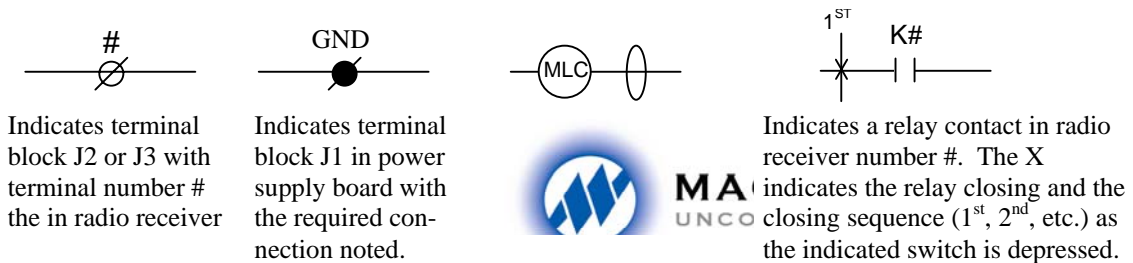 #
Indicates terminal
block J2 or J3 with
terminal number #
the in radio receiver
GND
Indicates terminal
block J1 in power
supply board with
the required con-
nection noted.
MLC
MA
UNCO
1ST
K#
Indicates a relay contact in radio
receiver number #. The X
indicates the relay closing and the
closing sequence (1st, 2nd, etc.) as
the indicated switch is depressed.